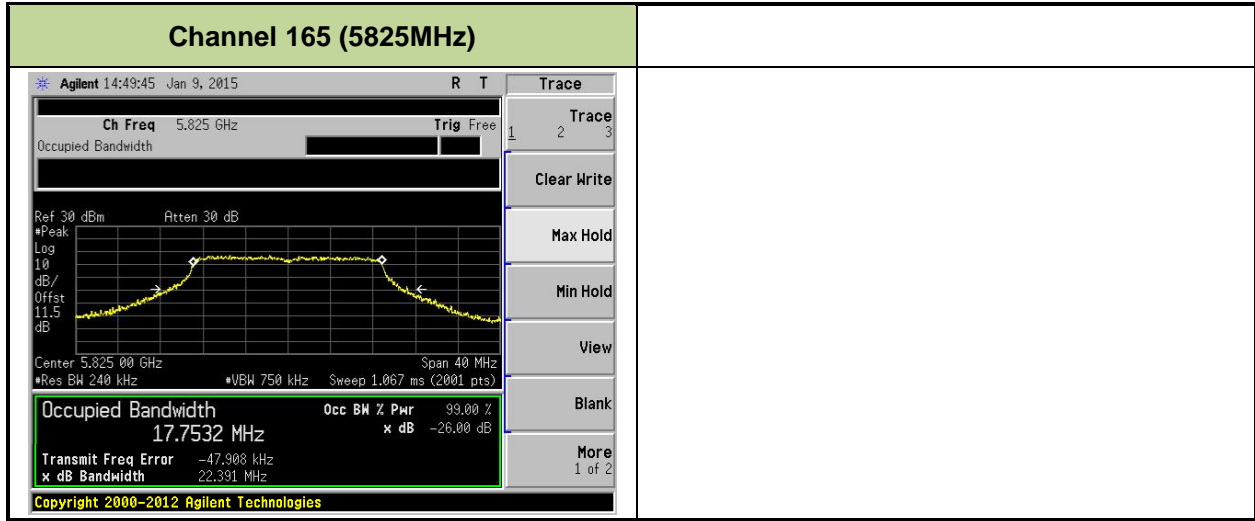 Channel 165 (5825MHz)
Agilent 14:49:45 Jan 9, 2015 R T
Trace
Ch Freq 5.825 GHz Trig Free
Occupied Bandwidth
Trace
1 2 3
Clear Write
Ref 30 dBm Atten 30 dB
#Peak
Log
10
dB/
Offst
11.5
dB
Max Hold
Min Hold
View
Center 5.825 00 GHz Span 40 MHz
#Res BW 240 kHz #VBW 750 kHz Sweep 1.067 ms (2001 pts)
Occupied Bandwidth Occ BW % Pwr 99.00 %
17.7532 MHz x dB -26.00 dB
Transmit Freq Error -47.908 kHz
x dB Bandwidth 22.391 MHz
Blank
More
1 of 2
Copyright 2000-2012 Agilent Technologies